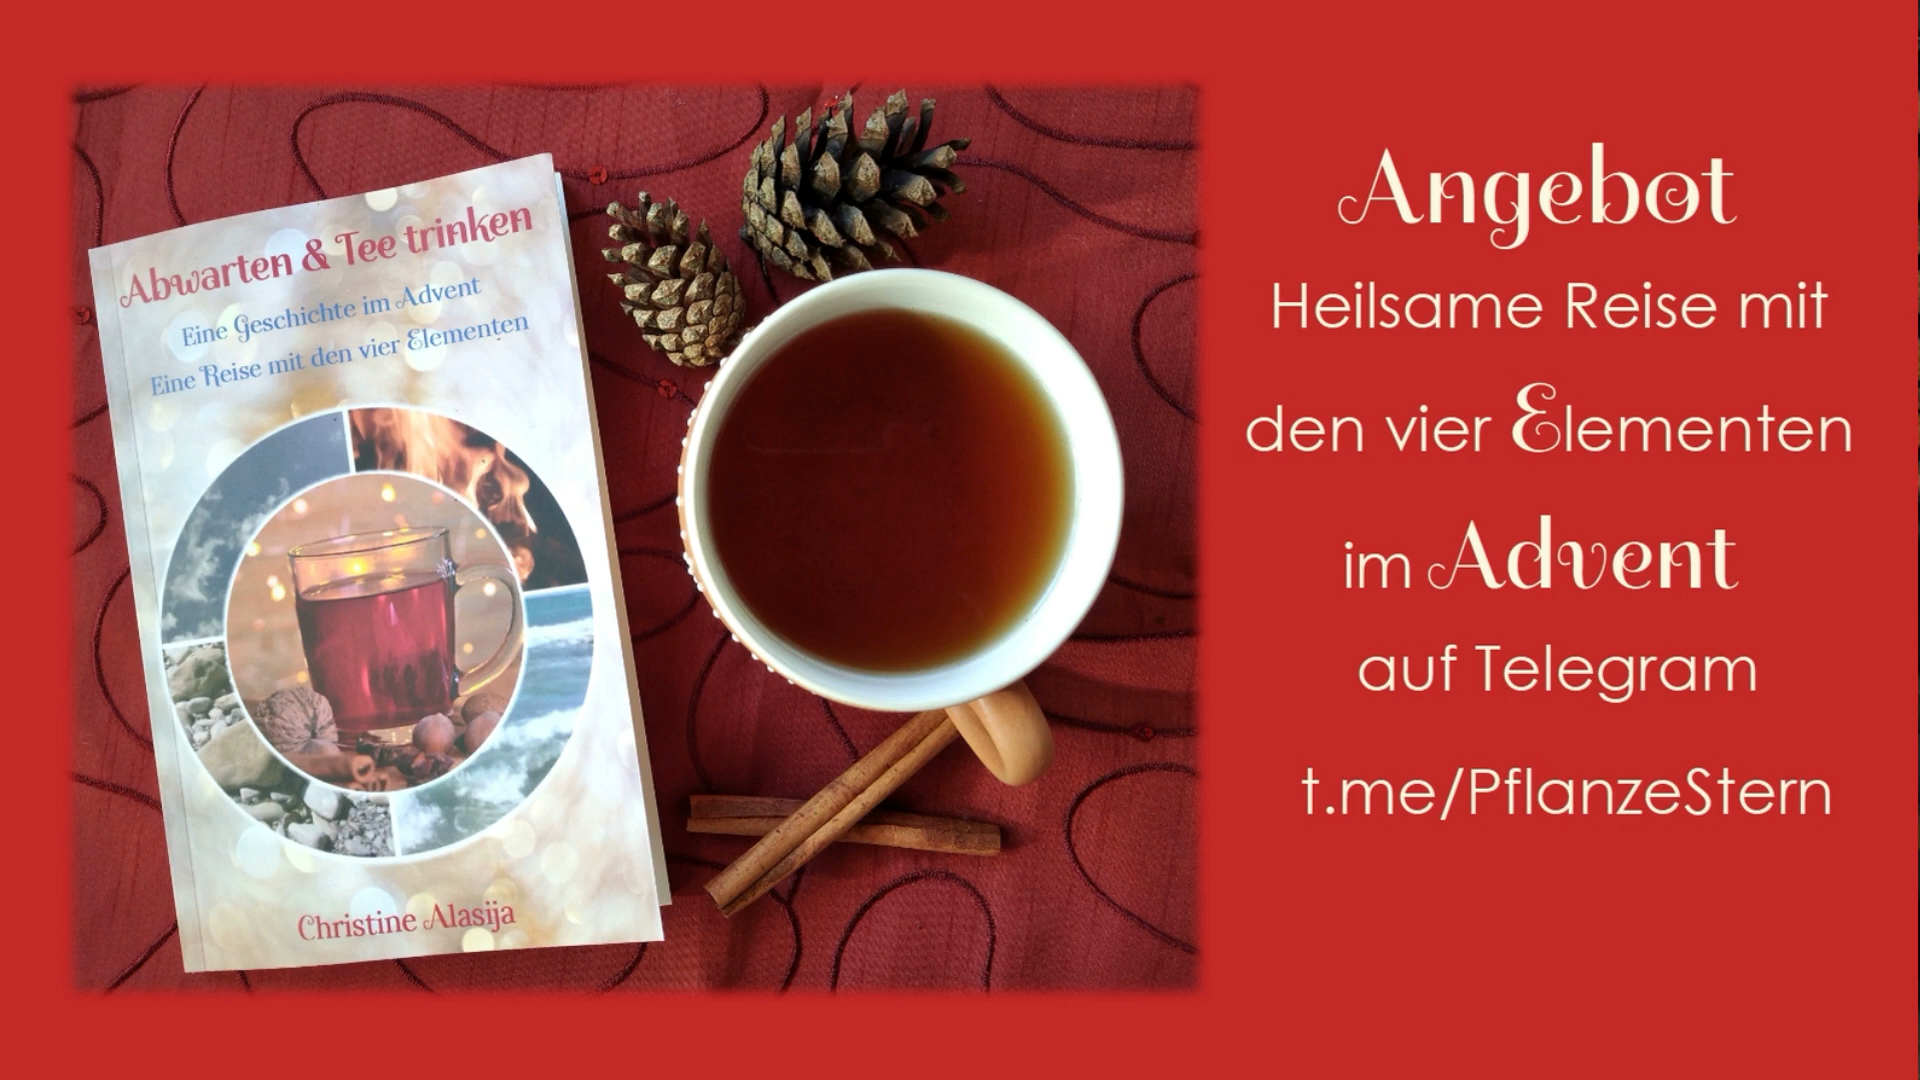 Abwarten & Tee trinken
Eine Geschichte im Advent
Eine Reise mit den vier Elementen
Christine Alasija
Angebot
Heilsame Reise mit
den vier Elementen
im Advent
auf Telegram
t.me/PflanzeStern